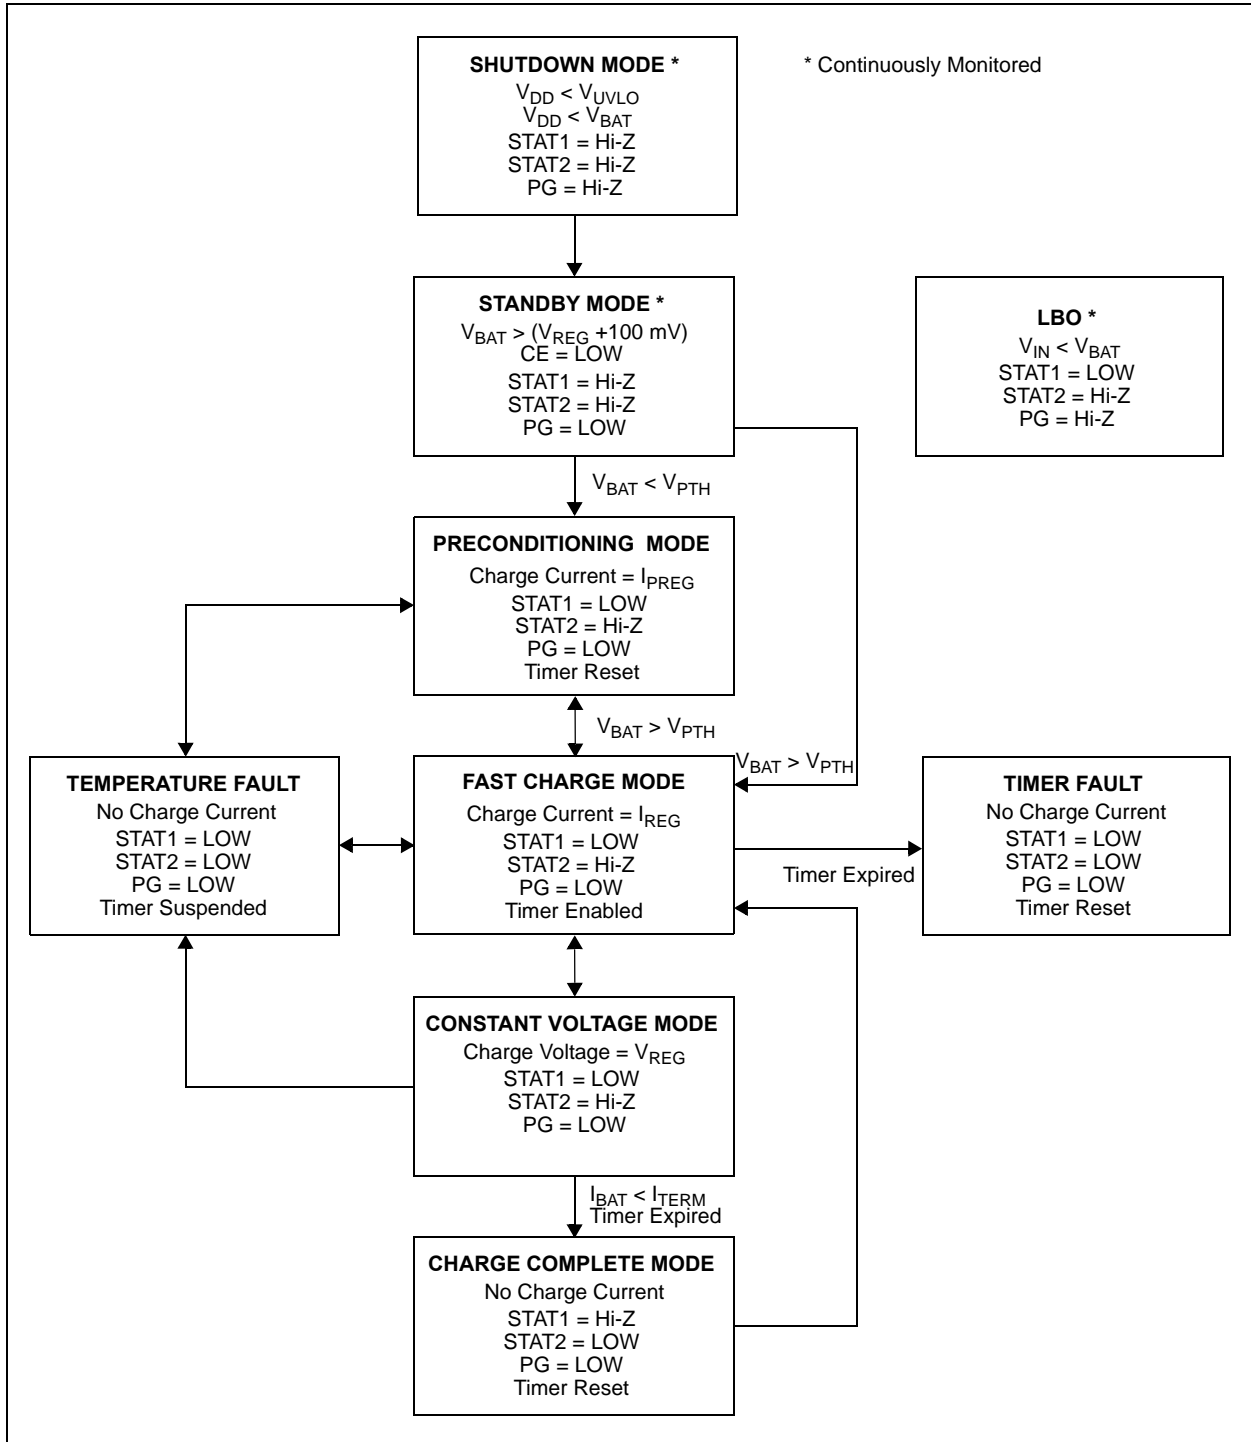 SHUTDOWN MODE *
V_DD < V_UVLO
V_DD < V_BAT
STAT1 = Hi-Z
STAT2 = Hi-Z
PG = Hi-Z
* Continuously Monitored
STANDBY MODE *
V_BAT > (V_REG +100 mV)
CE = LOW
STAT1 = Hi-Z
STAT2 = Hi-Z
PG = LOW
LBO *
V_IN < V_BAT
STAT1 = LOW
STAT2 = Hi-Z
PG = Hi-Z
V_BAT < V_PTH
PRECONDITIONING MODE
Charge Current = I_PREG
STAT1 = LOW
STAT2 = Hi-Z
PG = LOW
Timer Reset
V_BAT > V_PTH
V_BAT > V_PTH
TEMPERATURE FAULT
No Charge Current
STAT1 = LOW
STAT2 = LOW
PG = LOW
Timer Suspended
FAST CHARGE MODE
Charge Current = I_REG
STAT1 = LOW
STAT2 = Hi-Z
PG = LOW
Timer Enabled
Timer Expired
TIMER FAULT
No Charge Current
STAT1 = LOW
STAT2 = LOW
PG = LOW
Timer Reset
CONSTANT VOLTAGE MODE
Charge Voltage = V_REG
STAT1 = LOW
STAT2 = Hi-Z
PG = LOW
I_BAT < I_TERM
Timer Expired
CHARGE COMPLETE MODE
No Charge Current
STAT1 = Hi-Z
STAT2 = LOW
PG = LOW
Timer Reset